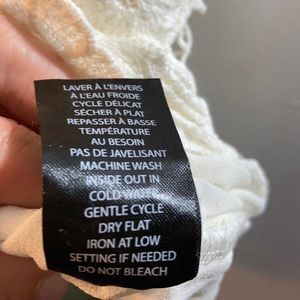 LAVER À L'ENVERS
À L'EAU FROIDE
CYCLE DÉLICAT
SÉCHER À PLAT
REPASSER À BASSE
TEMPÉRATURE
AU BESOIN
PAS DE JAVELISANT
MACHINE WASH
INSIDE OUT IN
COLD WATER
GENTLE CYCLE
DRY FLAT
IRON AT LOW
SETTING IF NEEDED
DO NOT BLEACH